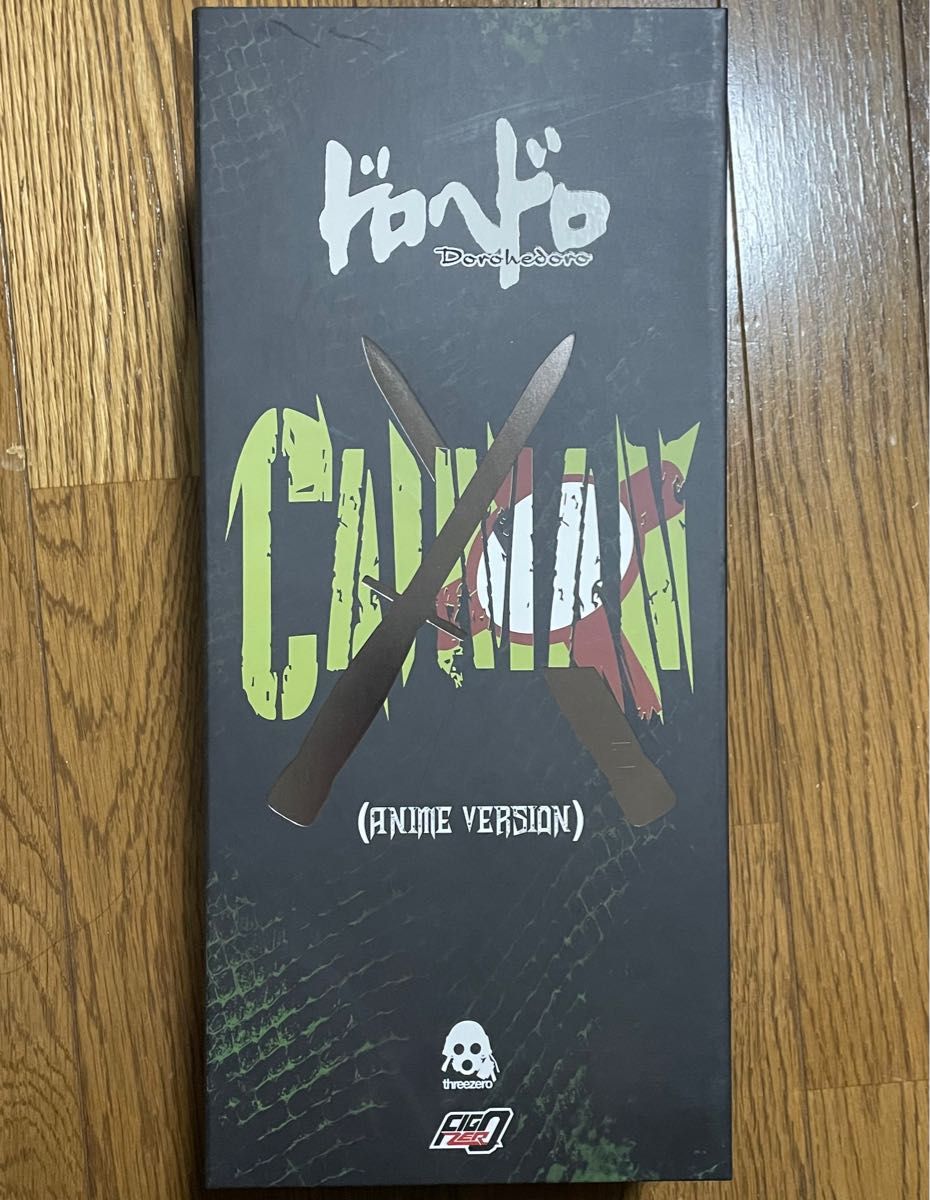 ドロヘドロ
Dorohedoro
CAIMAN
(ANIME VERSION)
threezero
FIGZERO